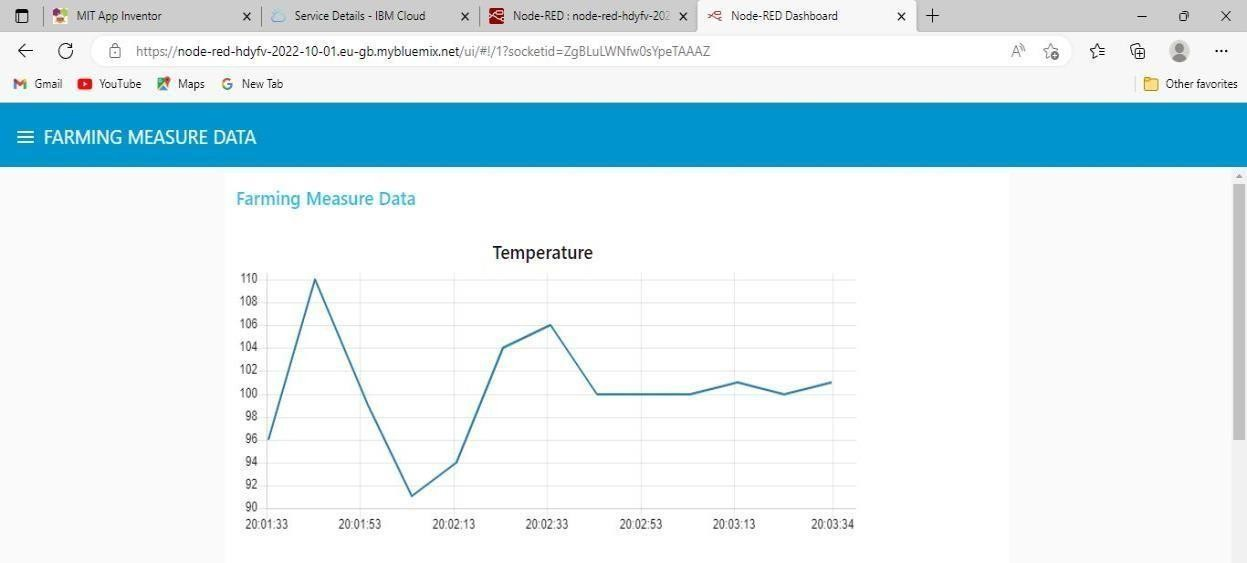 MIT App Inventor
Service Details - IBM Cloud
Node-RED : node-red-hdyfv-202
Node-RED Dashboard
https://node-red-hdyfv-2022-10-01.eu-gb.mybluemix.net/ui/#!/1?socketid=ZgBLuLWNfw0sYpeTAAAZ
Gmail
YouTube
Maps
New Tab
Other favorites
FARMING MEASURE DATA
Farming Measure Data
Temperature
110
108
106
104
102
100
98
96
94
92
90
20:01:33 20:01:53 20:02:13 20:02:33 20:02:53 20:03:13 20:03:34